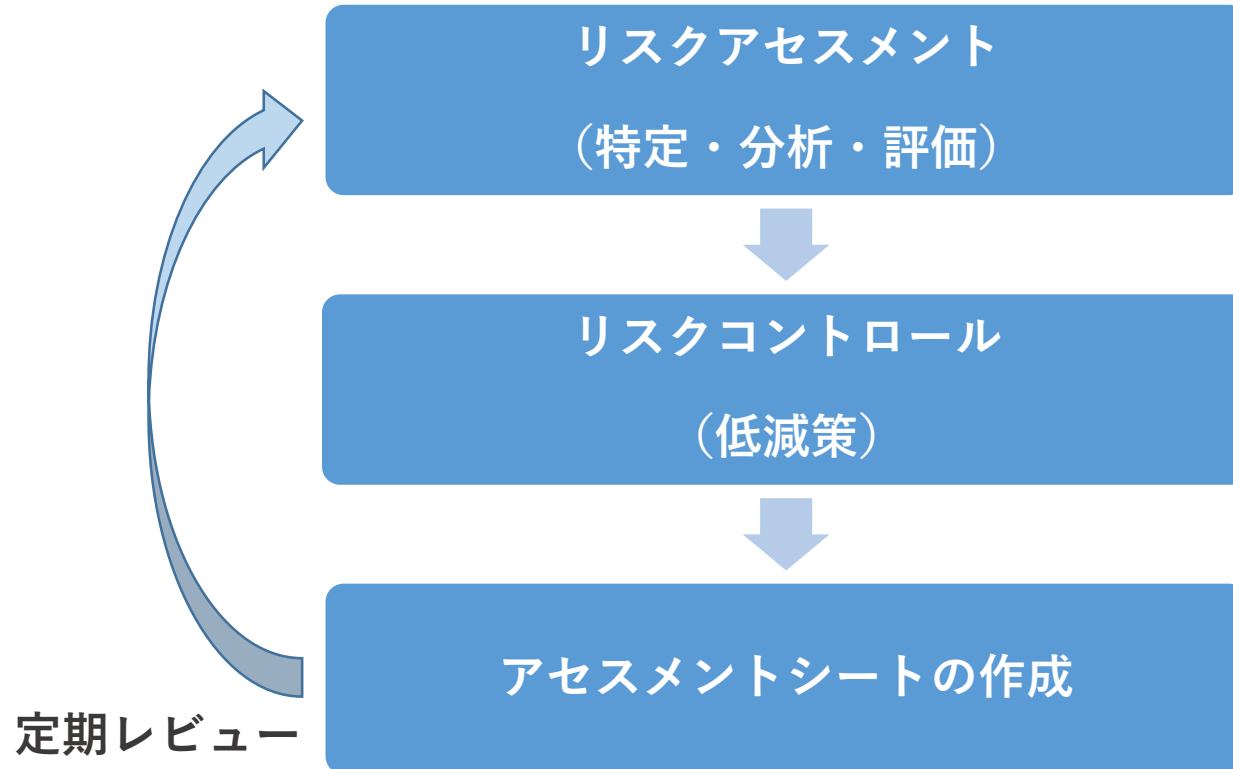 リスクアセスメント
（特定・分析・評価）
リスクコントロール
（低減策）
アセスメントシートの作成
定期レビュー